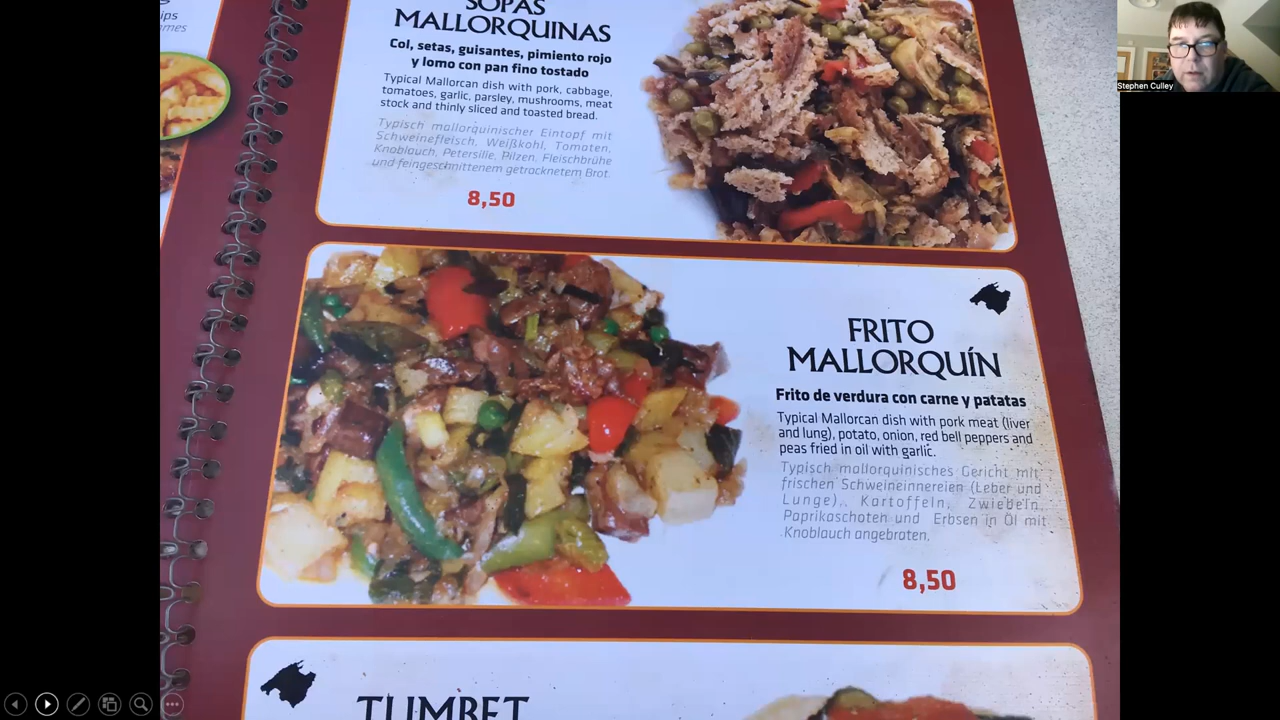 ips
SOPAS
MALLORQUINAS
Col, setas, guisantes, pimiento rojo
y lomo con pan fino tostado
Typical Mallorcan dish with pork, cabbage,
tomatoes, garlic, parsley, mushrooms, meat
stock and thinly sliced and toasted bread.
Typisch mallorquinischer Eintopf mit
Schweinefleisch, Weißkohl, Tomaten,
Knoblauch, Petersilie, Pilzen, Fleischbrühe
und feingeschnittenem getracknetem Brot.
8,50
FRITO
MALLORQUÍN
Frito de verdura con carne y patatas
Typical Mallorcan dish with pork meat (liver
and lung), potato, onion, red bell peppers and
peas fried in oil with garlic.
Typisch mallorquinisches Gericht mit
frischen Schweineinnereien (Leber und
Lunge)., Kartoffeln, Zwiebeln,
Paprikaschoten und Erbsen in Öl mit
Knoblauch angebraten.
8,50
TUMBET
Stephen Culley